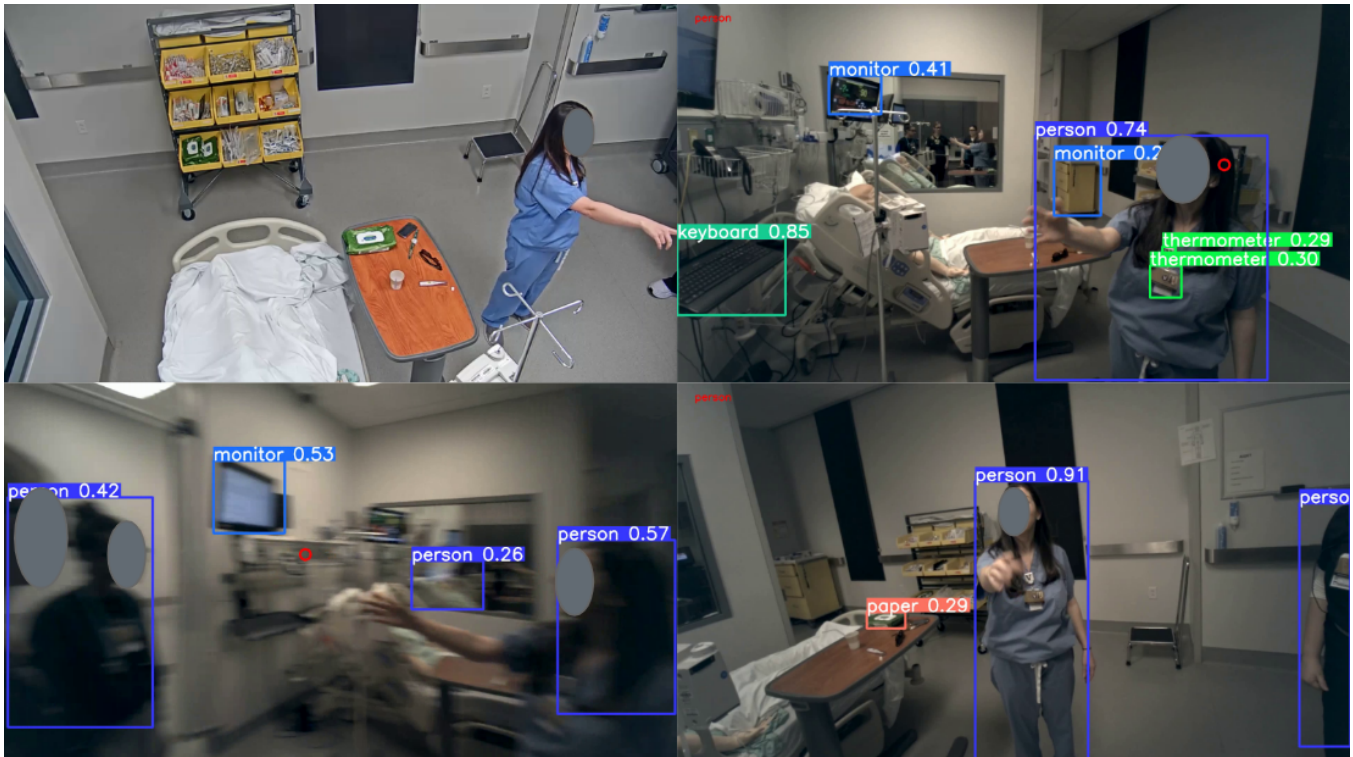 person
monitor 0.41
person 0.74
monitor 0.2
keyboard 0.85
thermometer 0.29
thermometer 0.30
monitor 0.53
person 0.42
person 0.57
person 0.26
person
person 0.91
perso
paper 0.29